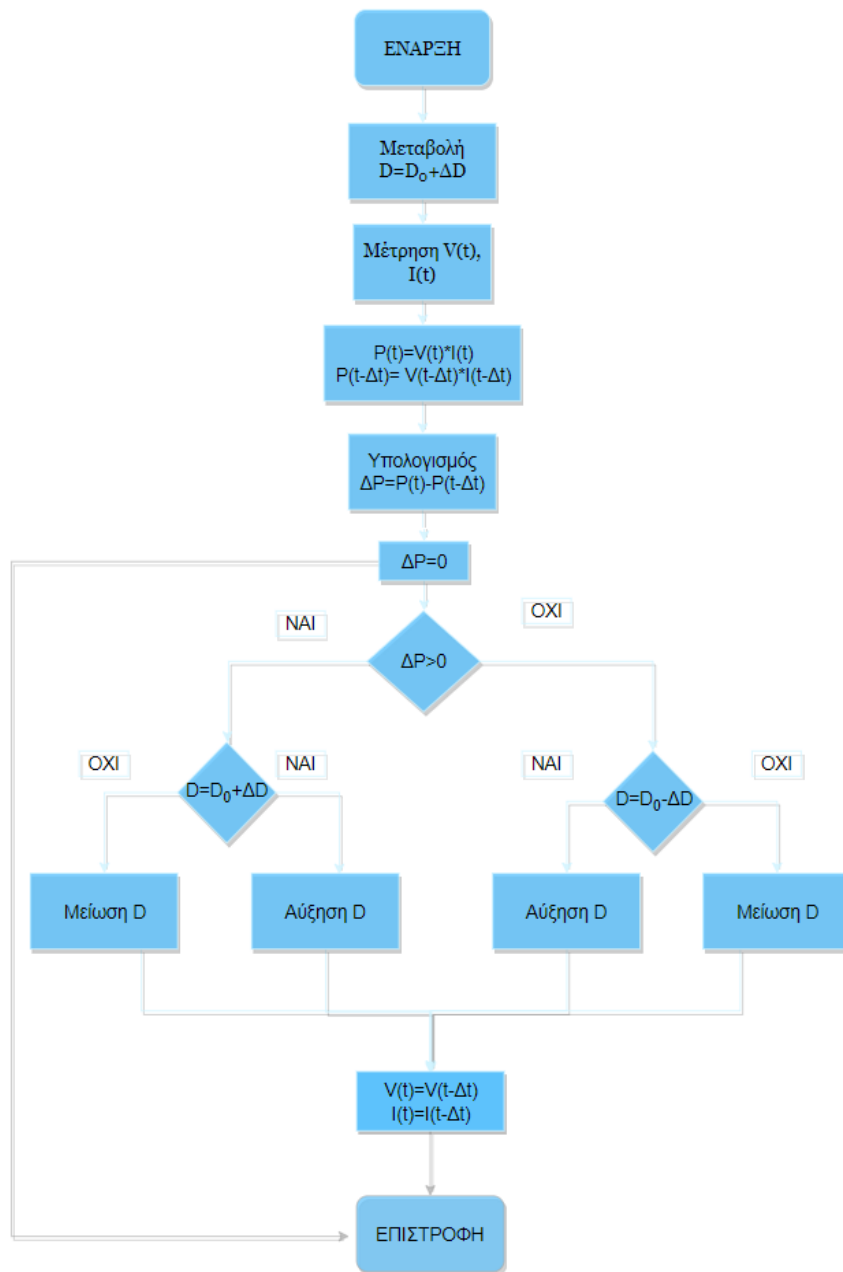 ΕΝΑΡΞΗ
Μεταβολή
D=D₀+ΔD
Μέτρηση V(t),
I(t)
P(t)=V(t)*I(t)
P(t-Δt)= V(t-Δt)*I(t-Δt)
Υπολογισμός
ΔP=P(t)-P(t-Δt)
ΔP=0
ΝΑΙ
ΟΧΙ
ΔP>0
ΟΧΙ
ΝΑΙ
ΝΑΙ
ΟΧΙ
D=D₀+ΔD
D=D₀-ΔD
Μείωση D
Αύξηση D
Αύξηση D
Μείωση D
V(t)=V(t-Δt)
I(t)=I(t-Δt)
ΕΠΙΣΤΡΟΦΗ